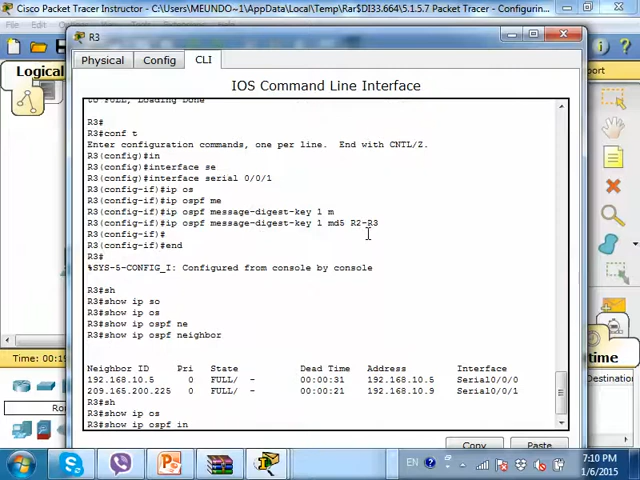 Cisco Packet Tracer Instructor - C:\Users\MEUNDO~1\AppData\Local\Temp\Rar$DI33.664\5.1.5.7 Packet Tracer - Configurin
R3
Logical
Physical
Config
CLI
port
IOS Command Line Interface
to FULL, Loading Done
R3#
R3#conf t
Enter configuration commands, one per line.  End with CNTL/Z.
R3(config)#in
R3(config)#interface se
R3(config)#interface serial 0/0/1
R3(config-if)#ip os
R3(config-if)#ip ospf me
R3(config-if)#ip ospf message-digest-key 1 m
R3(config-if)#ip ospf message-digest-key 1 md5 R2-R3
R3(config-if)#
R3(config-if)#end
R3#
%SYS-5-CONFIG_I: Configured from console by console
R3#sh
R3#show ip so
R3#show ip os
R3#show ip ospf ne
R3#show ip ospf neighbor
Neighbor ID     Pri   State           Dead Time   Address         Interface
192.168.10.5      0   FULL/  -        00:00:31    192.168.10.5    Serial0/0/0
209.165.200.225   0   FULL/  -        00:00:21    192.168.10.9    Serial0/0/1
R3#sh
R3#show ip os
R3#show ip ospf in
Copy
Paste
Time: 00:19
time
Destination
Ro
EN
7:10 PM
1/6/2015